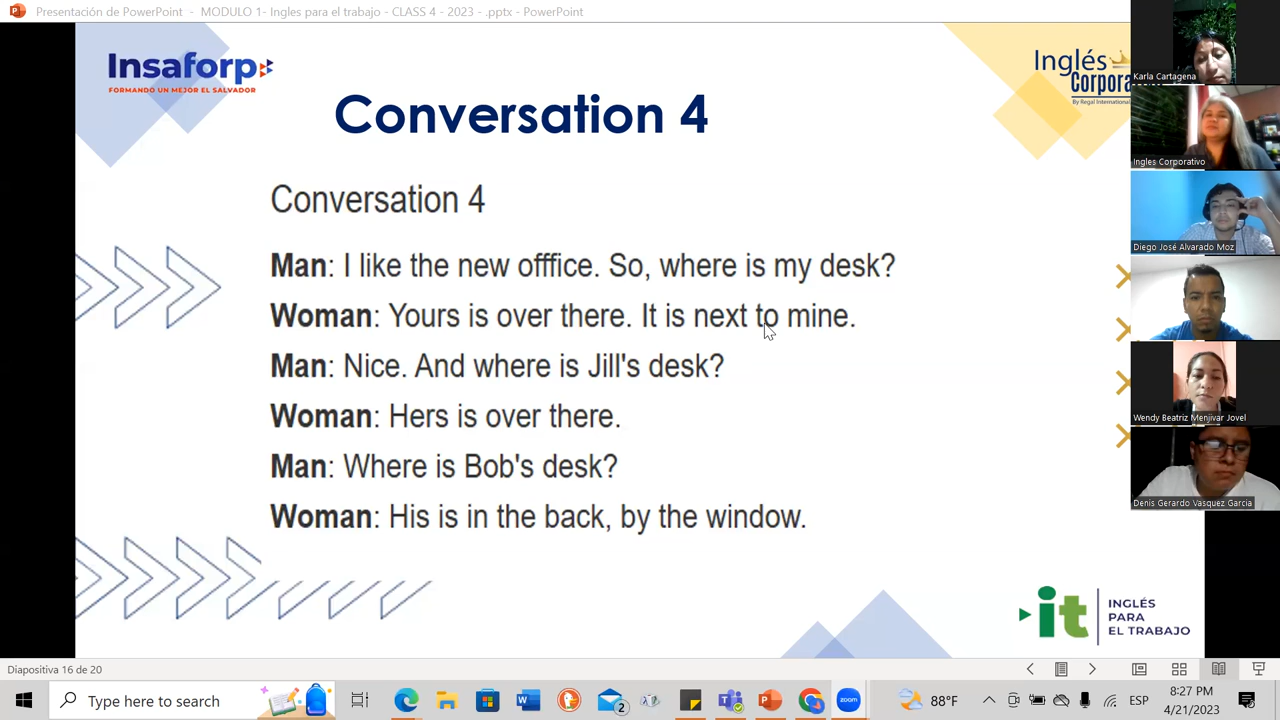 Presentación de PowerPoint - MODULO 1- Ingles para el trabajo - CLASS 4 - 2023 - .pptx - PowerPoint
Insaforp
FORMANDO UN MEJOR EL SALVADOR
Inglés
Corpora
By Regal International
Conversation 4
Conversation 4
Man: I like the new offfice. So, where is my desk?
Woman: Yours is over there. It is next to mine.
Man: Nice. And where is Jill's desk?
Woman: Hers is over there.
Man: Where is Bob's desk?
Woman: His is in the back, by the window.
it
INGLÉS
PARA
EL TRABAJO
Karla Cartagena
Ingles Corporativo
Diego José Alvarado Moz
Wendy Beatriz Menjivar Jovel
Denis Gerardo Vasquez Garcia
Diapositiva 16 de 20
Type here to search
2
88°F
ESP
8:27 PM
4/21/2023